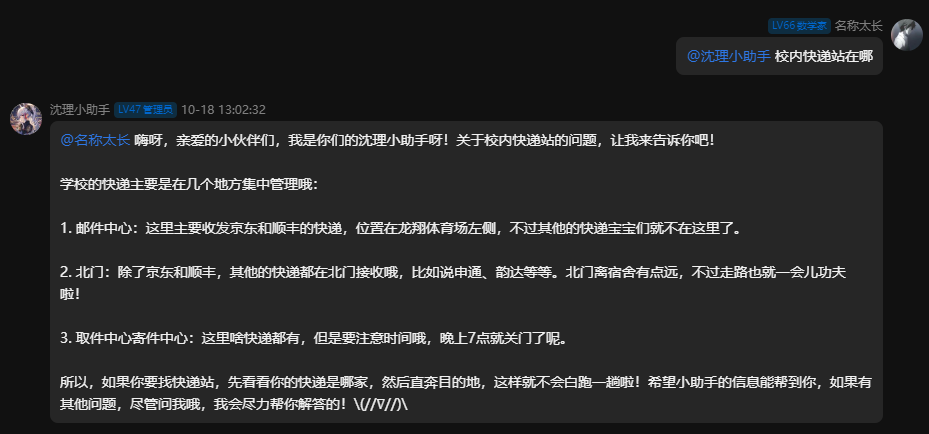 LV66 数学家 名称太长
@沈理小助手 校内快递站在哪
沈理小助手 LV47 管理员 10-18 13:02:32
@名称太长 嗨呀，亲爱的小伙伴们，我是你们的沈理小助手呀！关于校内快递站的问题，让我来告诉你吧！
学校的快递主要是在几个地方集中管理哦：
1. 邮件中心：这里主要收发京东和顺丰的快递，位置在龙翔体育场左侧，不过其他的快递宝宝们就不在这里了。
2. 北门：除了京东和顺丰，其他的快递都在北门接收哦，比如说申通、韵达等等。北门离宿舍有点远，不过走路也就一会儿功夫
啦！
3. 取件中心寄件中心：这里啥快递都有，但是要注意时间哦，晚上7点就关门了呢。
所以，如果你要找快递站，先看看你的快递是哪家，然后直奔目的地，这样就不会白跑一趟啦！希望小助手的信息能帮到你，如果有
其他问题，尽管问我哦，我会尽力帮你解答的！\(//∇//)\